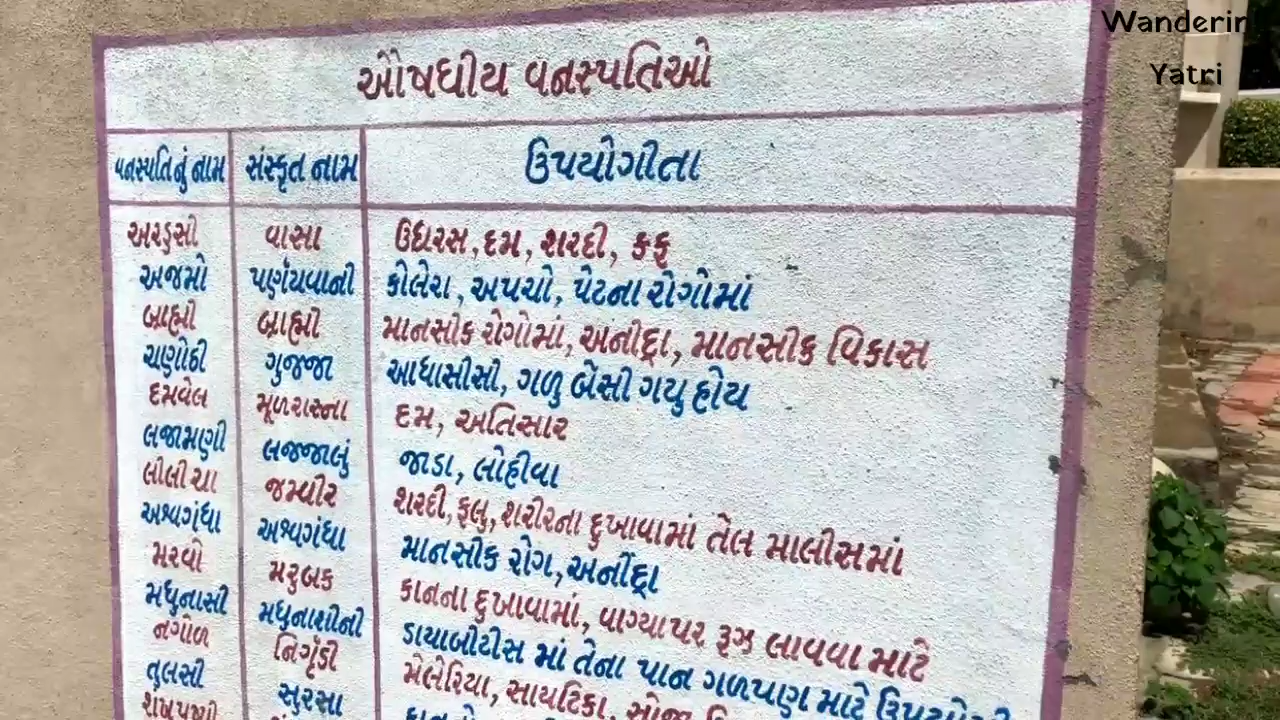 Wanderin
Yatri
ઔષધીય વનસ્પતિઓ
વનસ્પતિનું નામ સંસ્કૃત નામ ઉપયોગીતા
અરડુસી વાસા ઉધરસ, દમ, શરદી, કફ
અજમો પર્ણયવાની કોલેરા, અપચો, પેટના રોગોમાં
બ્રાહ્મી બ્રાહ્મી માનસીક રોગોમાં, અનીદ્રા, માનસીક વિકાસ
ચણોઠી ગુજ્જા આધાસીસી, ગળુ બેસી ગયુ હોય
દમવેલ મૂળરાસ્ના દમ, અતિસાર
લજામણી લજ્જાલું જાડા, લોહીવા
લીલી ચા જમ્વીર શરદી, ફ્લુ, શરીરના દુખાવામાં તેલ માલીસમાં
અશ્વગંધા અશ્વગંધા માનસીક રોગ, અનીંદ્રા
મરવો મરુબક કાનના દુખાવામાં, વાગ્યાપર રૂઝ લાવવા માટે
મધુનાસી મધુનાશીની ડાયાબીટીસ માં તેના પાન ગળપણ માટે ઉપયોગી
નગોળ નિર્ગૂંડી મેલેરિયા, સાયટિકા, સોજા
તુલસી સુરસા